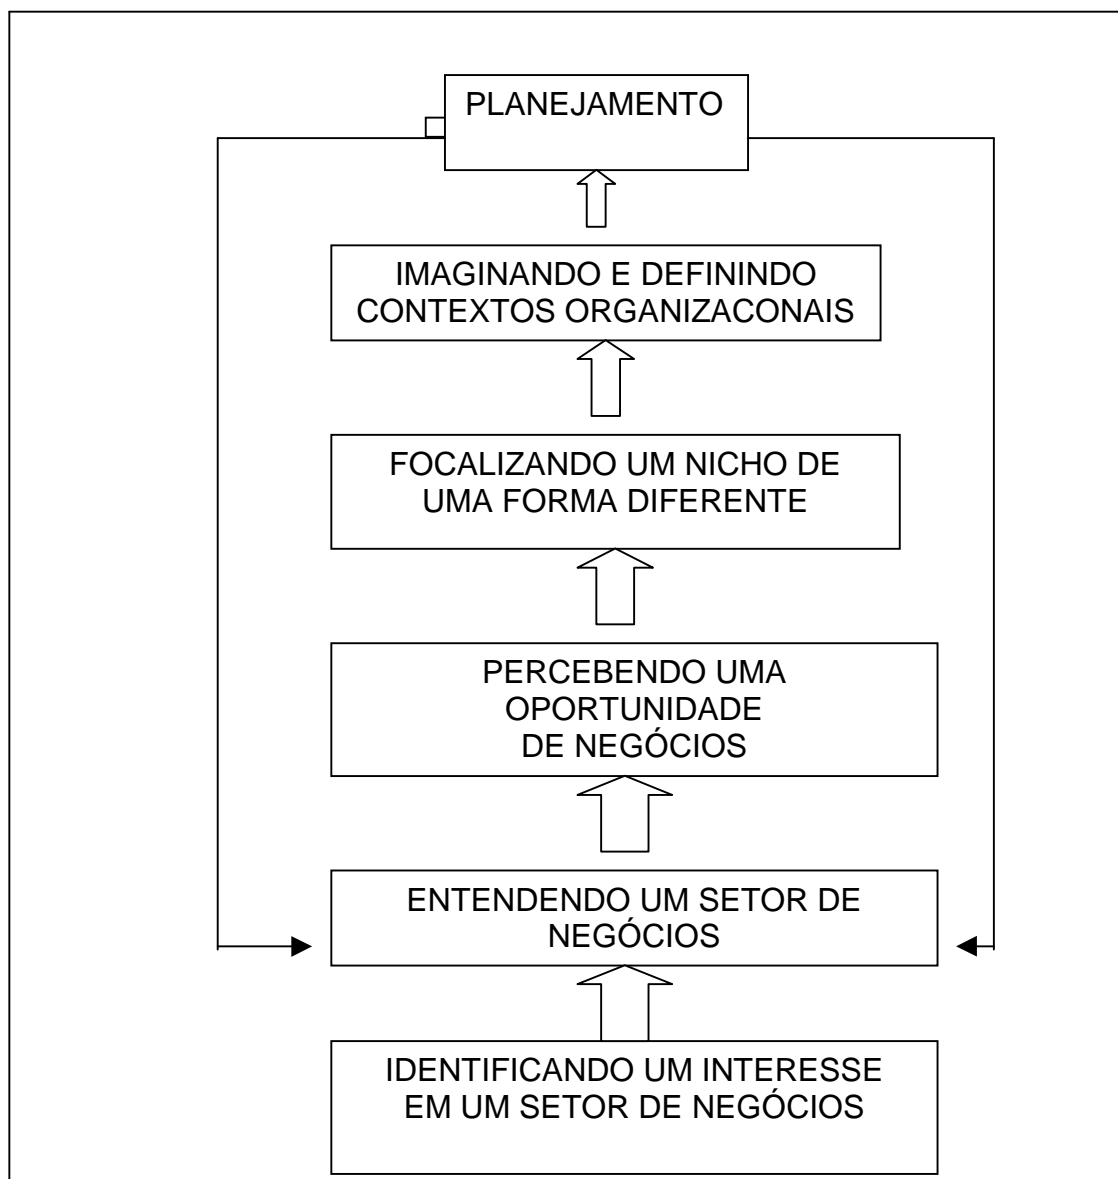 PLANEJAMENTO
IMAGINANDO E DEFININDO
CONTEXTOS ORGANIZACONAIS
FOCALIZANDO UM NICHO DE
UMA FORMA DIFERENTE
PERCEBENDO UMA
OPORTUNIDADE
DE NEGÓCIOS
ENTENDENDO UM SETOR DE
NEGÓCIOS
IDENTIFICANDO UM INTERESSE
EM UM SETOR DE NEGÓCIOS